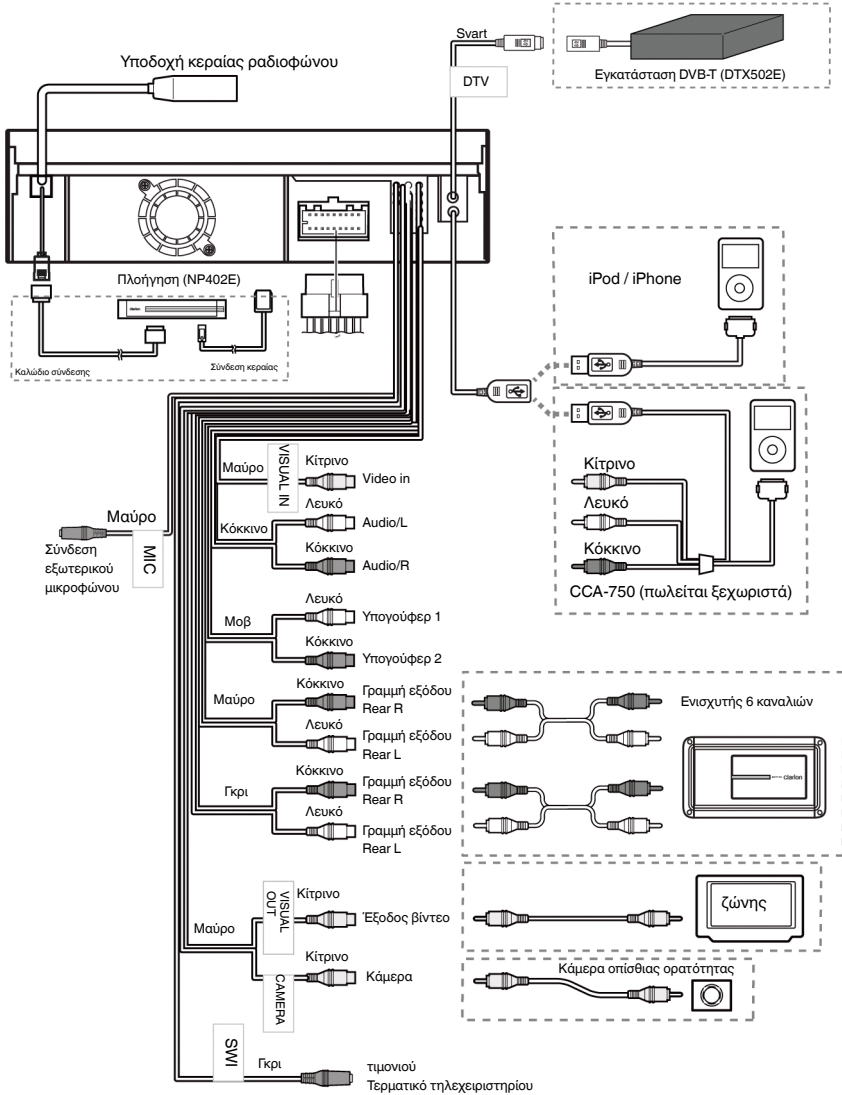 Svart
Υποδοχή κεραίας ραδιοφώνου
DTV
Εγκατάσταση DVB-T (DTX502E)
Πλοήγηση (NP402E)
Καλώδιο σύνδεσης
Σύνδεση κεραίας
iPod / iPhone
Κίτρινο
Λευκό
Κόκκινο
CCA-750 (πωλείται ξεχωριστά)
Μαύρο
MIC
Σύνδεση
εξωτερικού
μικροφώνου
Μαύρο
VISUAL IN
Κίτρινο
Video in
Κόκκινο
Λευκό
Audio/L
Κόκκινο
Audio/R
Μοβ
Λευκό
Υπογούφερ 1
Κόκκινο
Υπογούφερ 2
Μαύρο
Κόκκινο
Γραμμή εξόδου
Rear R
Λευκό
Γραμμή εξόδου
Rear L
Γκρι
Κόκκινο
Γραμμή εξόδου
Rear R
Λευκό
Γραμμή εξόδου
Rear L
Ενισχυτής 6 καναλιών
clarion
Μαύρο
VISUAL
OUT
Κίτρινο
Έξοδος βίντεο
ζώνης
CAMERA
Κίτρινο
Κάμερα
Κάμερα οπίσθιας ορατότητας
SWI
Γκρι
τιμονιού
Τερματικό τηλεχειριστηρίου